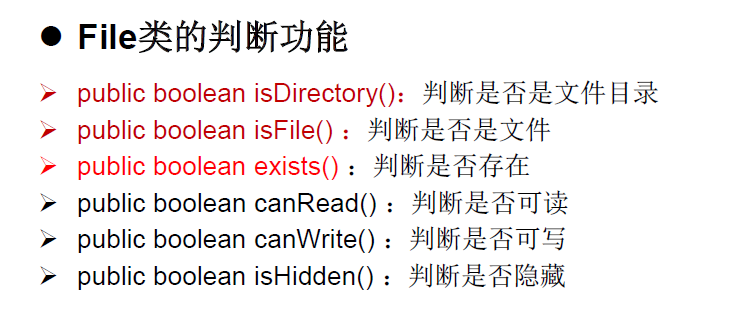 ● File类的判断功能
➢ public boolean isDirectory()：判断是否是文件目录
➢ public boolean isFile() ：判断是否是文件
➢ public boolean exists() ：判断是否存在
➢ public boolean canRead() ：判断是否可读
➢ public boolean canWrite() ：判断是否可写
➢ public boolean isHidden() ：判断是否隐藏